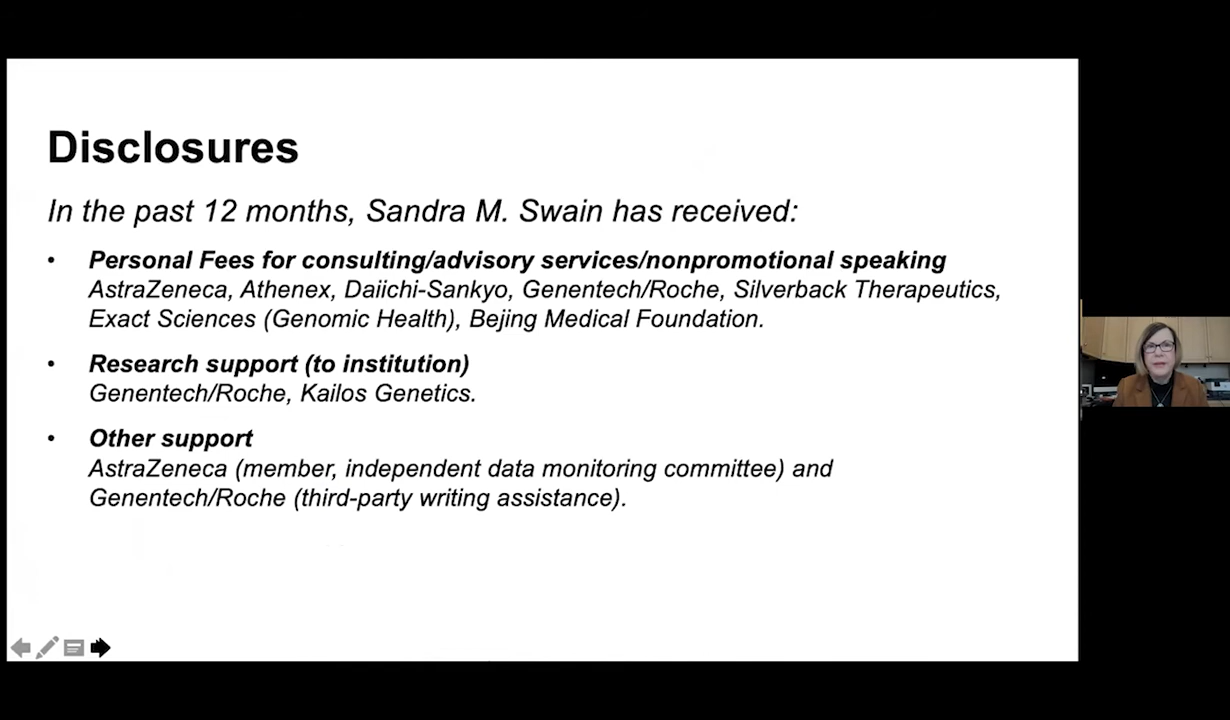 Disclosures
In the past 12 months, Sandra M. Swain has received:
• Personal Fees for consulting/advisory services/nonpromotional speaking
AstraZeneca, Athenex, Daiichi-Sankyo, Genentech/Roche, Silverback Therapeutics,
Exact Sciences (Genomic Health), Bejing Medical Foundation.
• Research support (to institution)
Genentech/Roche, Kailos Genetics.
• Other support
AstraZeneca (member, independent data monitoring committee) and
Genentech/Roche (third-party writing assistance).